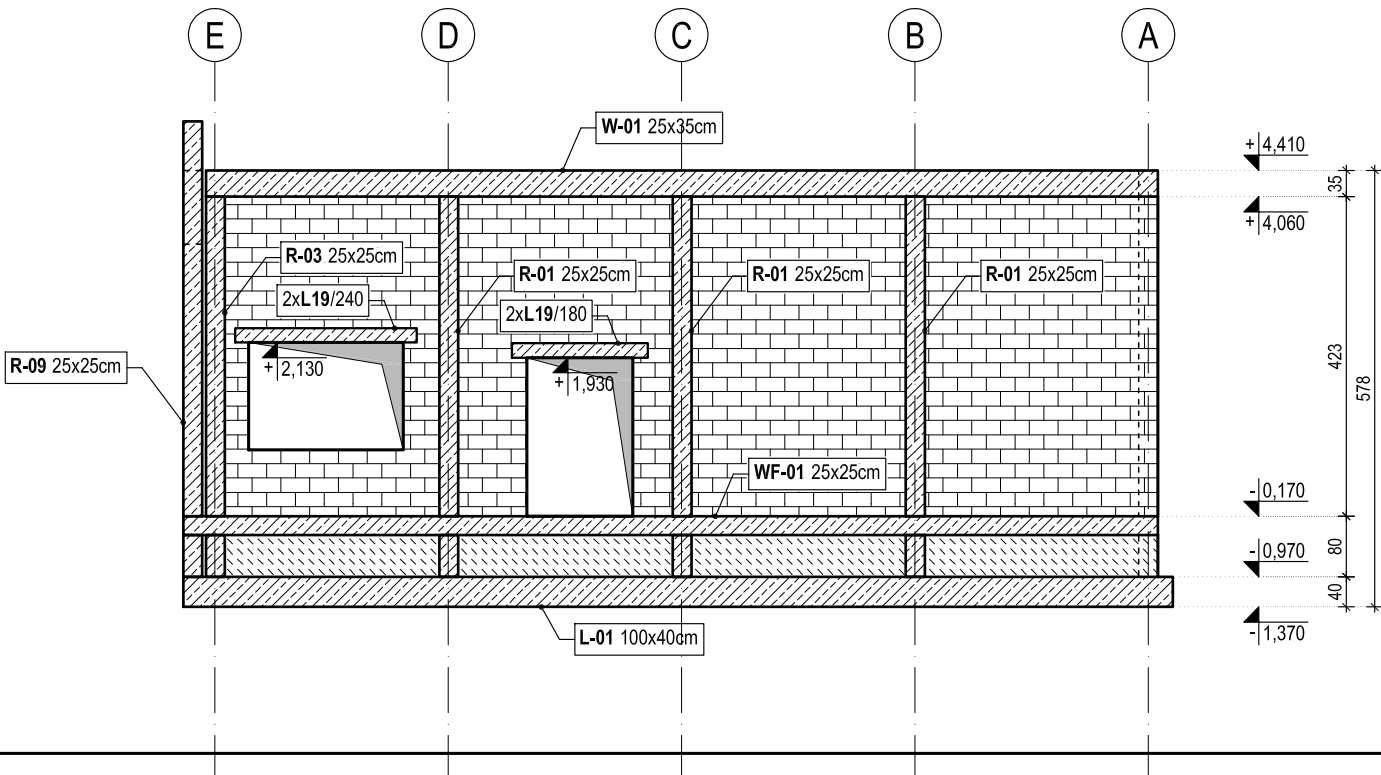 E
D
C
B
A
W-01 25x35cm
+ 4,410
35
+ 4,060
R-03 25x25cm
R-01 25x25cm
R-01 25x25cm
R-01 25x25cm
2xL19/240
2xL19/180
R-09 25x25cm
+ 2,130
+ 1,930
423
578
WF-01 25x25cm
- 0,170
80
- 0,970
40
- 1,370
L-01 100x40cm